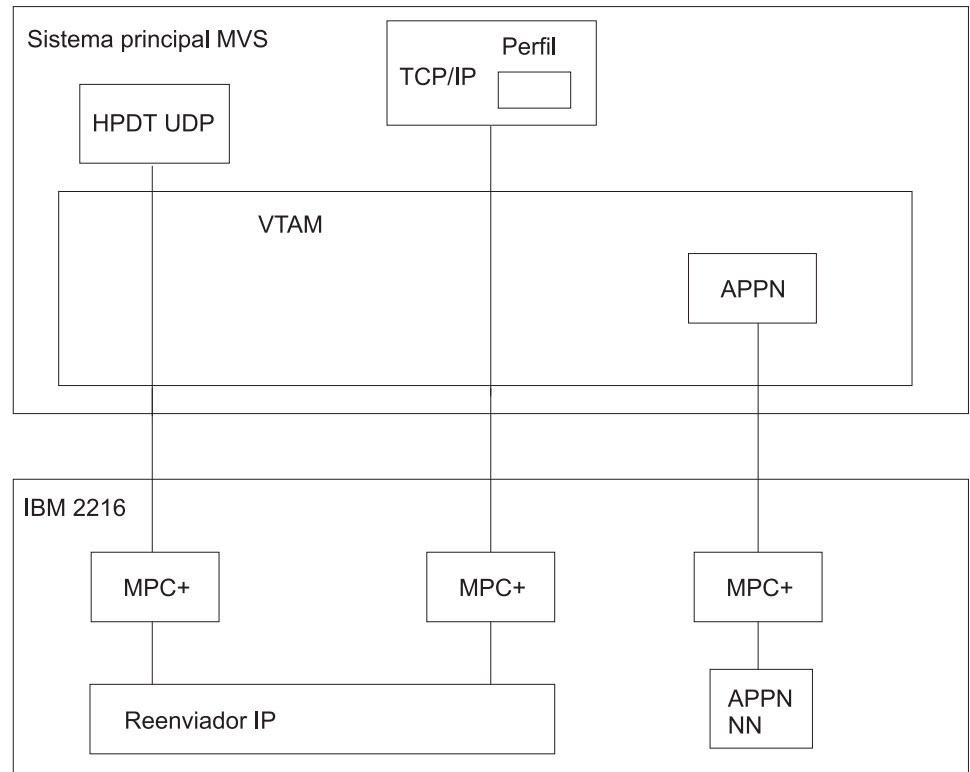 Sistema principal MVS
Perfil
TCP/IP
HPDT UDP
VTAM
APPN
IBM 2216
MPC+
MPC+
MPC+
Reenviador IP
APPN
NN